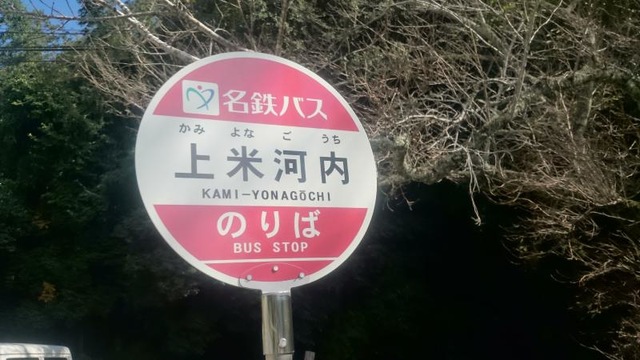 名鉄バス
かみ よな ご うち
上米河内
KAMI-YONAGŌCHI
のりば
BUS STOP